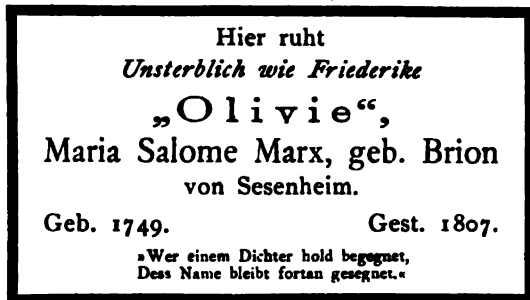 Hier ruht
Unsterblich wie Friederike
„Olivie“,
Maria Salome Marx, geb. Brion
von Sesenheim.
Geb. 1749. Gest. 1807.
»Wer einem Dichter hold begegnet,
Dess Name bleibt fortan gesegnet.«